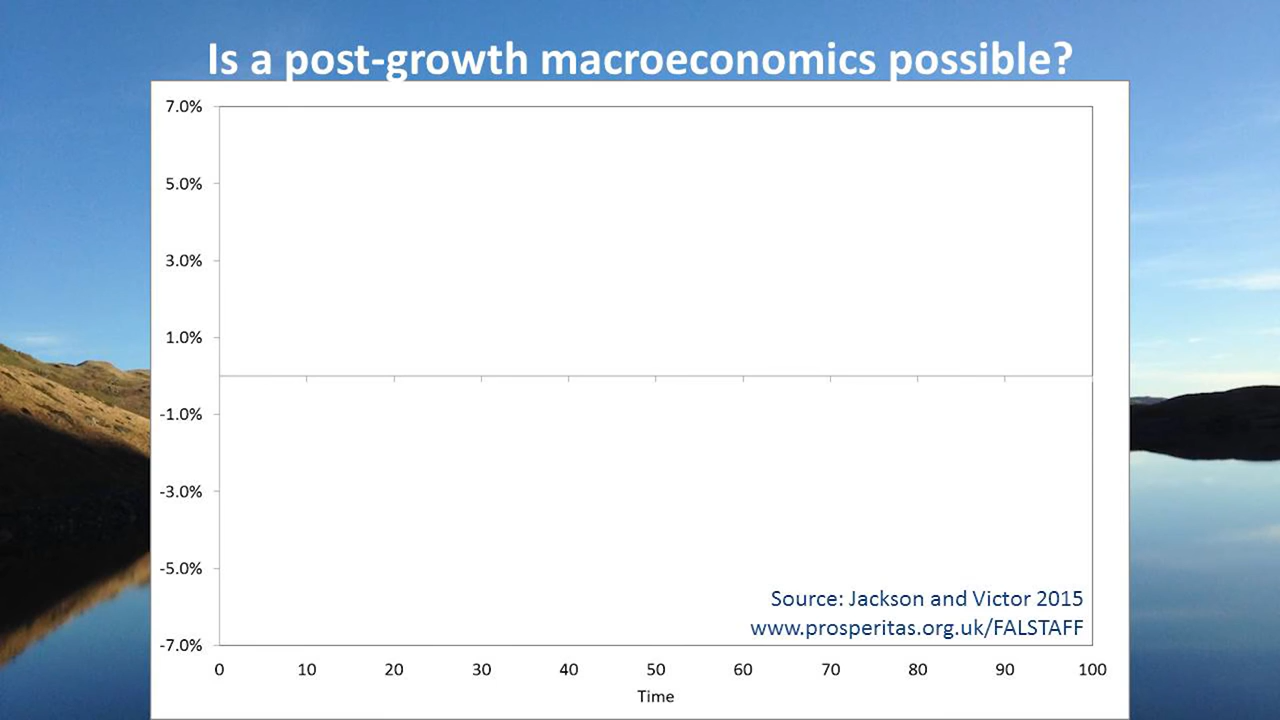 Is a post-growth macroeconomics possible?
7.0%
5.0%
3.0%
1.0%
-1.0%
-3.0%
-5.0%
-7.0%
Source: Jackson and Victor 2015
www.prosperitas.org.uk/FALSTAFF
0 10 20 30 40 50 60 70 80 90 100
Time